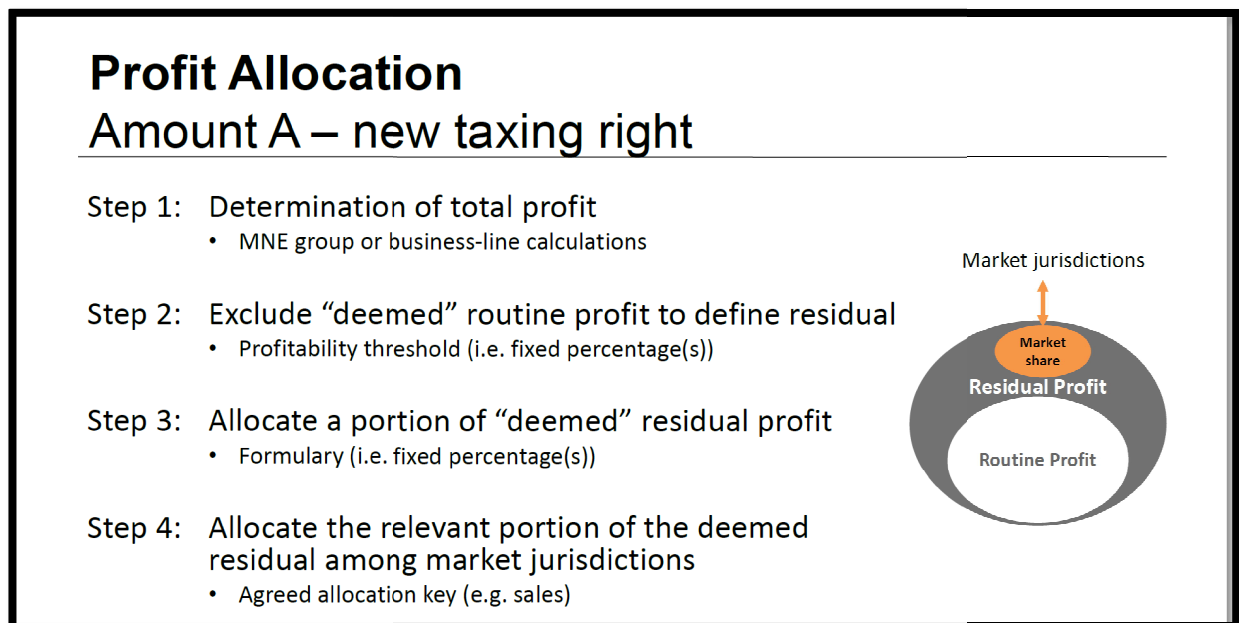 Profit Allocation
Amount A – new taxing right
Step 1: Determination of total profit
• MNE group or business-line calculations
Step 2: Exclude “deemed” routine profit to define residual
• Profitability threshold (i.e. fixed percentage(s))
Step 3: Allocate a portion of “deemed” residual profit
• Formulary (i.e. fixed percentage(s))
Step 4: Allocate the relevant portion of the deemed
residual among market jurisdictions
• Agreed allocation key (e.g. sales)
Market jurisdictions
Market
share
Residual Profit
Routine Profit